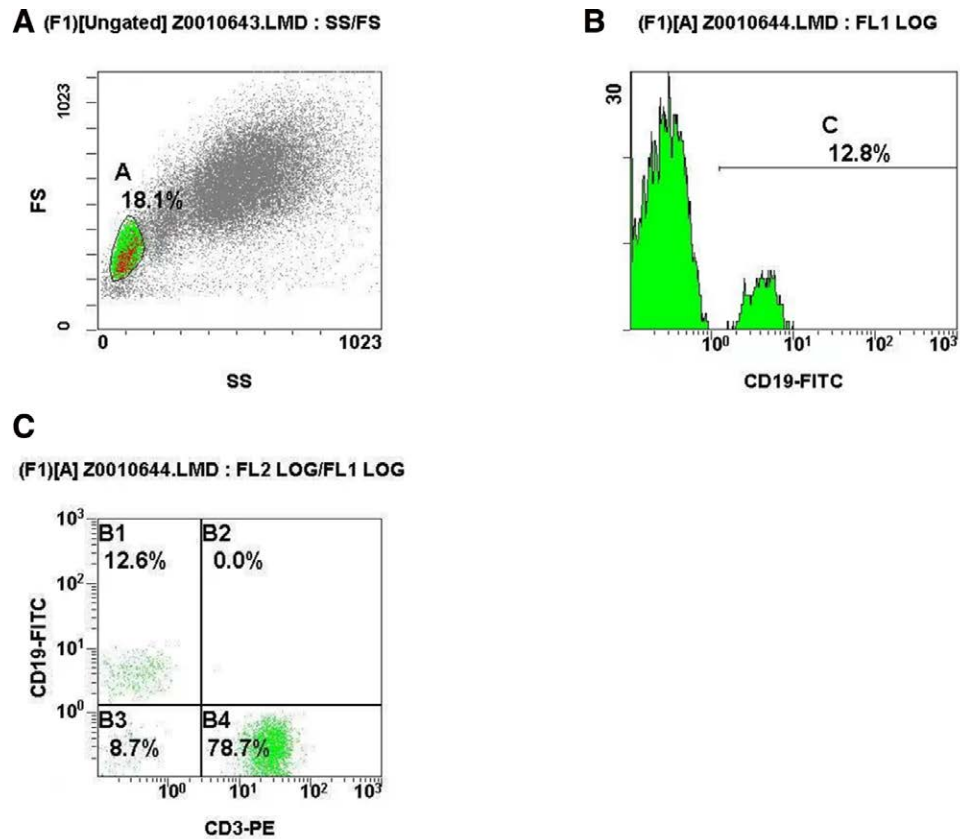 A (F1)[Ungated] Z0010643.LMD : SS/FS
1023
FS
A
18.1%
0
0 1023
SS
B (F1)[A] Z0010644.LMD : FL1 LOG
30
C
12.8%
10⁰ 10¹ 10² 10³
CD19-FITC
C
(F1)[A] Z0010644.LMD : FL2 LOG/FL1 LOG
10³
10²
10¹
10⁰
CD19-FITC
B1 B2
12.6% 0.0%
B3 B4
8.7% 78.7%
10⁰ 10¹ 10² 10³
CD3-PE